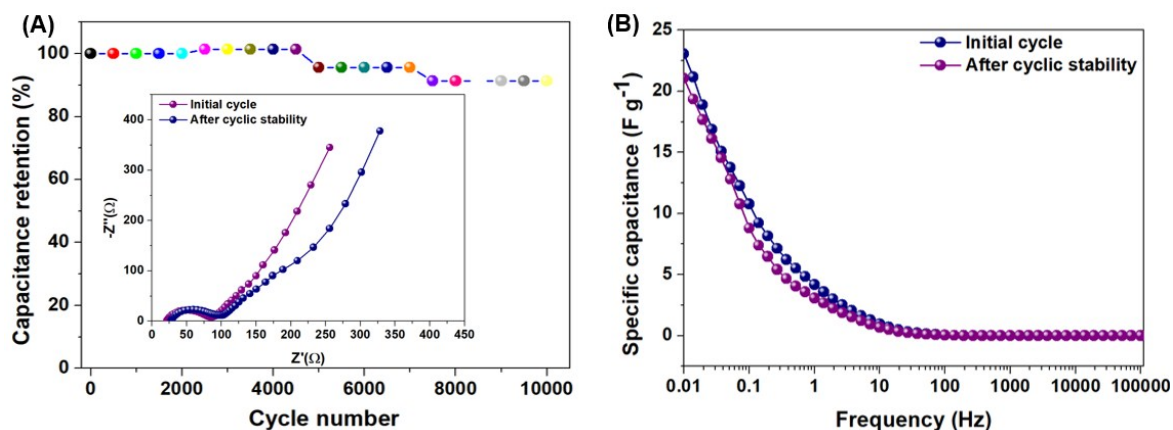 (A)
Capacitance retention (%)
100
80
60
40
20
0
0 2000 4000 6000 8000 10000
Cycle number
Initial cycle
After cyclic stability
-Z''(Ω)
400
300
200
100
0
0 50 100 150 200 250 300 350 400 450
Z'(Ω)
(B)
Specific capacitance (F g⁻¹)
25
20
15
10
5
0
Initial cycle
After cyclic stability
0.01 0.1 1 10 100 1000 10000 100000
Frequency (Hz)